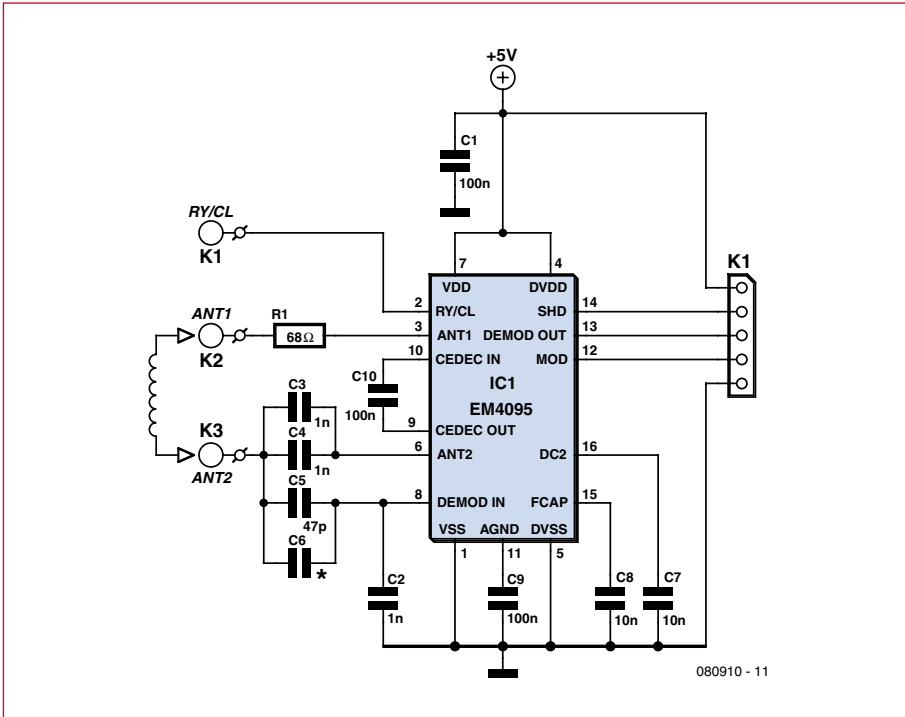 +5V
C1
100n
RY/CL
K1
7
4
K1
VDD
DVDD
2
RY/CL
SHD
14
ANT1
R1
3
ANT1
DEMOD OUT
13
K2
68Ω
10
CEDEC IN
MOD
12
C3
C10
IC1
1n
100n
EM4095
C4
9
CEDEC OUT
K3
1n
6
ANT2
DC2
16
ANT2
C5
8
DEMOD IN
FCAP
15
47p
VSS
AGND
DVSS
C6
*
1
11
5
C2
C9
C8
C7
1n
100n
10n
10n
080910 - 11